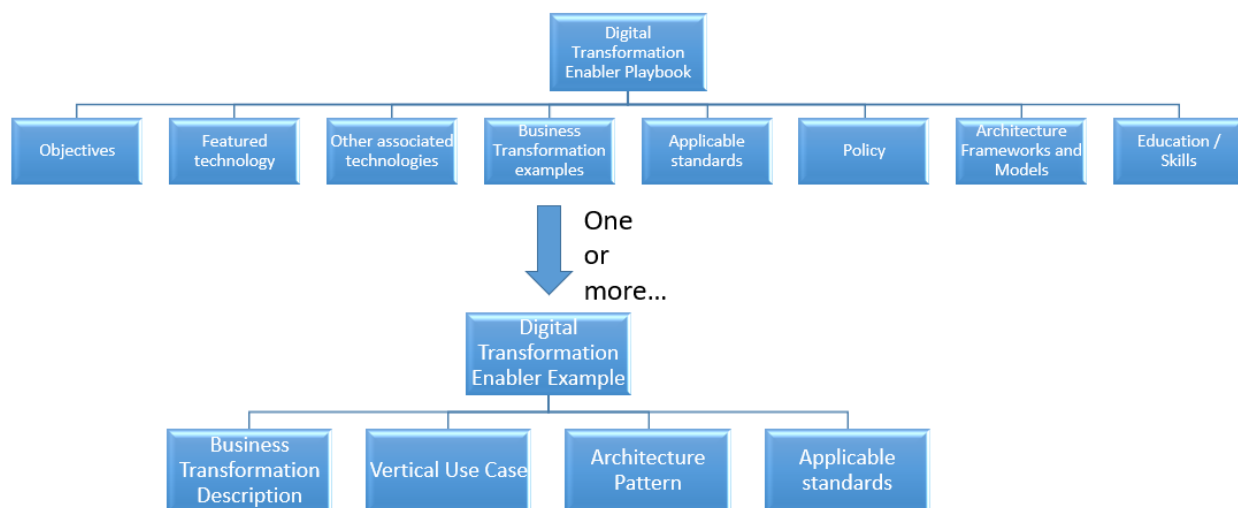 Digital
Transformation
Enabler Playbook
Objectives
Featured
technology
Other associated
technologies
Business
Transformation
examples
Applicable
standards
Policy
Architecture
Frameworks and
Models
Education /
Skills
One
or
more...
Digital
Transformation
Enabler Example
Business
Transformation
Description
Vertical Use Case
Architecture
Pattern
Applicable
standards